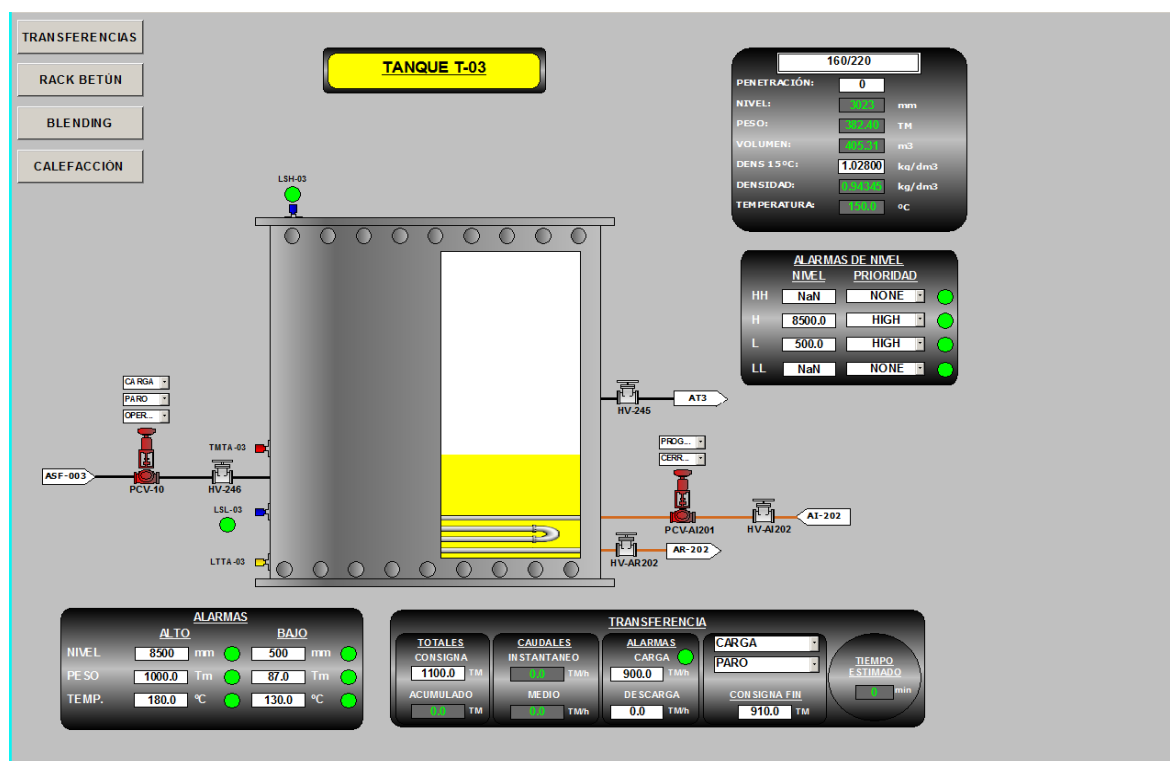 TRANSFERENCIAS
RACK BETÚN
BLENDING
CALEFACCIÓN
TANQUE T-03
160/220
PENETRACIÓN: 0
NIVEL: 3023 mm
PESO: 382.40 TM
VOLUMEN: 405.31 m3
DENS 15ºC: 1.02800 kg/dm3
DENSIDAD: 0.94345 kg/dm3
TEMPERATURA: 150.0 ºC
ALARMAS DE NIVEL
NIVEL PRIORIDAD
HH NaN NONE
H 8500.0 HIGH
L 500.0 HIGH
LL NaN NONE
LSH-03
CARGA
PARO
OPER...
TMTA-03
ASF-003
PCV-10
HV-246
LSL-03
LTTA-03
HV-245
AT3
PROG...
CERR...
PCV-AI201
HV-AI202
AI-202
HV-AR202
AR-202
ALARMAS
ALTO BAJO
NIVEL 8500 mm 500 mm
PESO 1000.0 Tm 87.0 Tm
TEMP. 180.0 ºC 130.0 ºC
TRANSFERENCIA
TOTALES
CONSIGNA
1100.0 TM
ACUMULADO
0.0 TM
CAUDALES
INSTANTANEO
0.0 TM/h
MEDIO
0.0 TM/h
ALARMAS
CARGA
900.0 TM/h
DESCARGA
0.0 TM/h
CARGA
PARO
CONSIGNA FIN
910.0 TM
TIEMPO
ESTIMADO
0 min